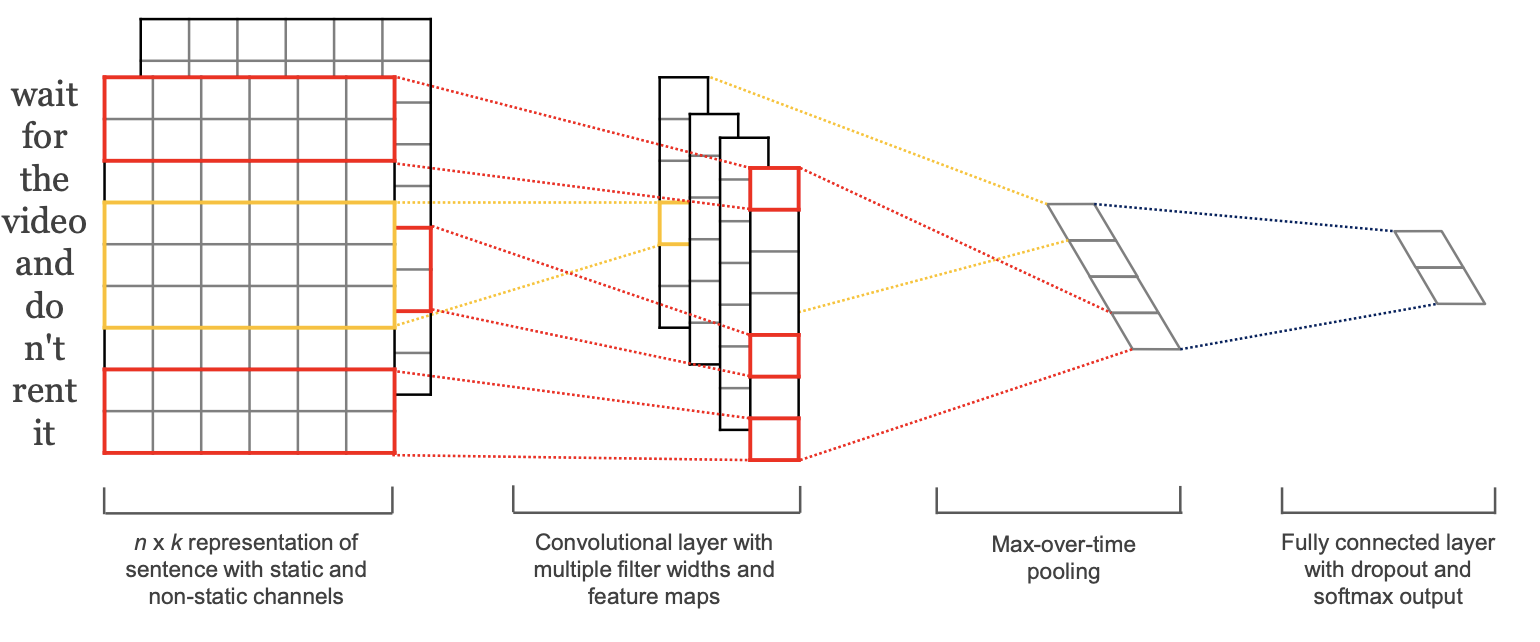 wait
for
the
video
and
do
n't
rent
it
n x k representation of
sentence with static and
non-static channels
Convolutional layer with
multiple filter widths and
feature maps
Max-over-time
pooling
Fully connected layer
with dropout and
softmax output